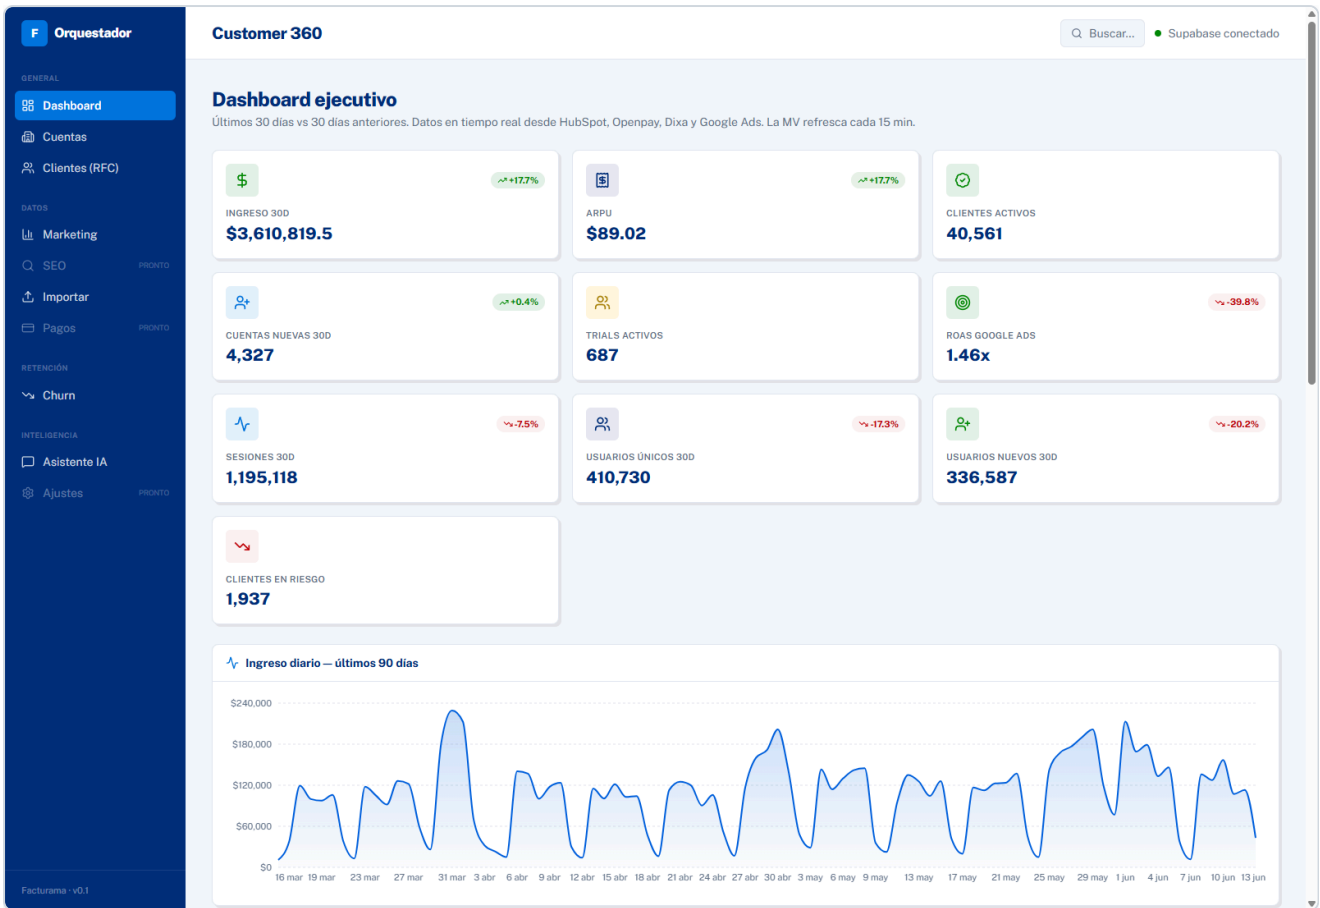 F Orquestador
GENERAL
Dashboard
Cuentas
Clientes (RFC)
DATOS
Marketing
SEO PRONTO
Importar
Pagos PRONTO
RETENCIÓN
Churn
INTELIGENCIA
Asistente IA
Ajustes PRONTO
Facturama · v0.1
Customer 360
Buscar...
Supabase conectado
Dashboard ejecutivo
Últimos 30 días vs 30 días anteriores. Datos en tiempo real desde HubSpot, Openpay, Dixa y Google Ads. La MV refresca cada 15 min.
+17.7%
INGRESO 30D
$3,610,819.5
+17.7%
ARPU
$89.02
CLIENTES ACTIVOS
40,561
+0.4%
CUENTAS NUEVAS 30D
4,327
TRIALS ACTIVOS
687
-39.8%
ROAS GOOGLE ADS
1.46x
-7.5%
SESIONES 30D
1,195,118
-17.3%
USUARIOS ÚNICOS 30D
410,730
-20.2%
USUARIOS NUEVOS 30D
336,587
CLIENTES EN RIESGO
1,937
Ingreso diario — últimos 90 días
$240,000
$180,000
$120,000
$60,000
$0
16 mar 19 mar 23 mar 27 mar 31 mar 3 abr 6 abr 9 abr 12 abr 15 abr 18 abr 21 abr 24 abr 27 abr 30 abr 3 may 6 may 9 may 13 may 17 may 21 may 25 may 29 may 1 jun 4 jun 7 jun 10 jun 13 jun